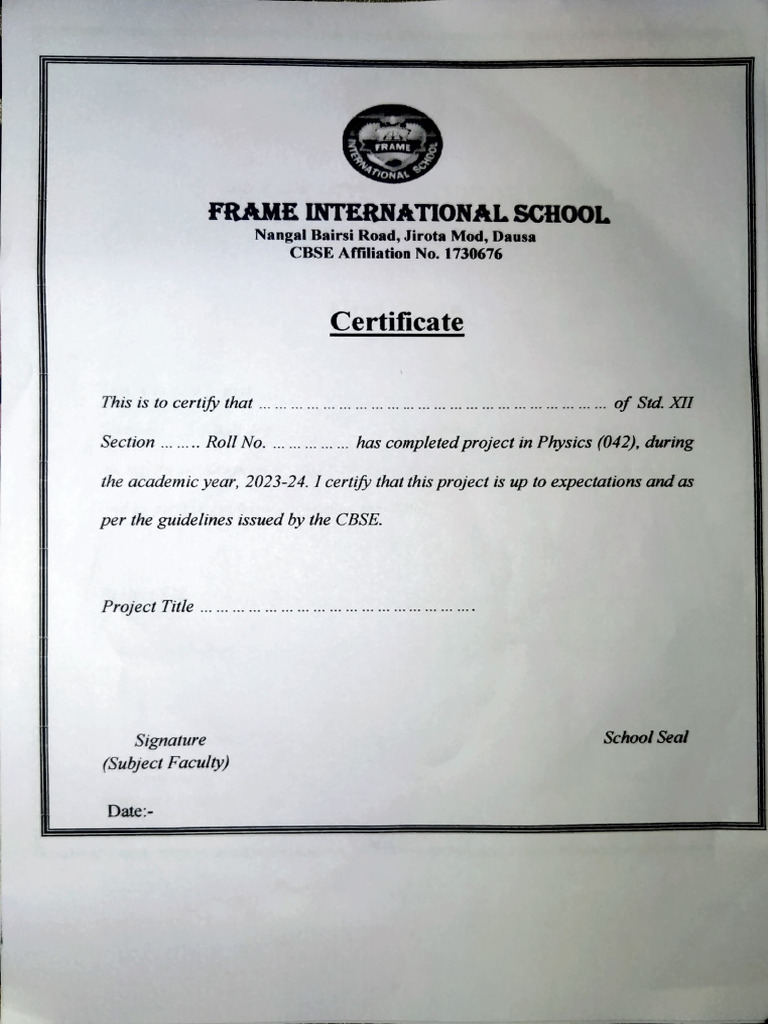 FRAME
INTERNATIONAL SCHOOL
FRAME INTERNATIONAL SCHOOL
Nangal Bairsi Road, Jirota Mod, Dausa
CBSE Affiliation No. 1730676
Certificate
This is to certify that … … … … … … … … … … … … … … … … … … … … … … of Std. XII
Section … ….. Roll No. … … … … … has completed project in Physics (042), during
the academic year, 2023-24. I certify that this project is up to expectations and as
per the guidelines issued by the CBSE.
Project Title … … … … … … … … … … … … … … … … ….
Signature
School Seal
(Subject Faculty)
Date:-